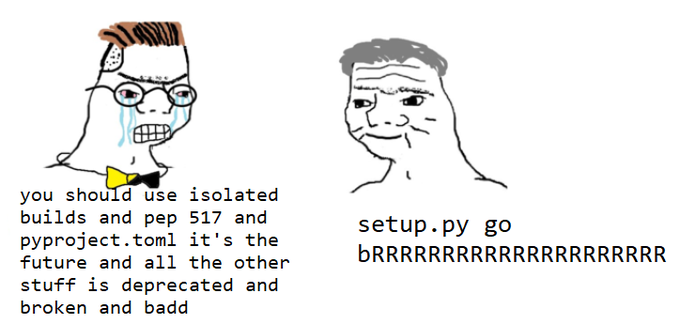 you should use isolated
builds and pep 517 and
pyproject.toml it's the
future and all the other
stuff is deprecated and
broken and badd
setup.py go
bRRRRRRRRRRRRRRRRRRRRR